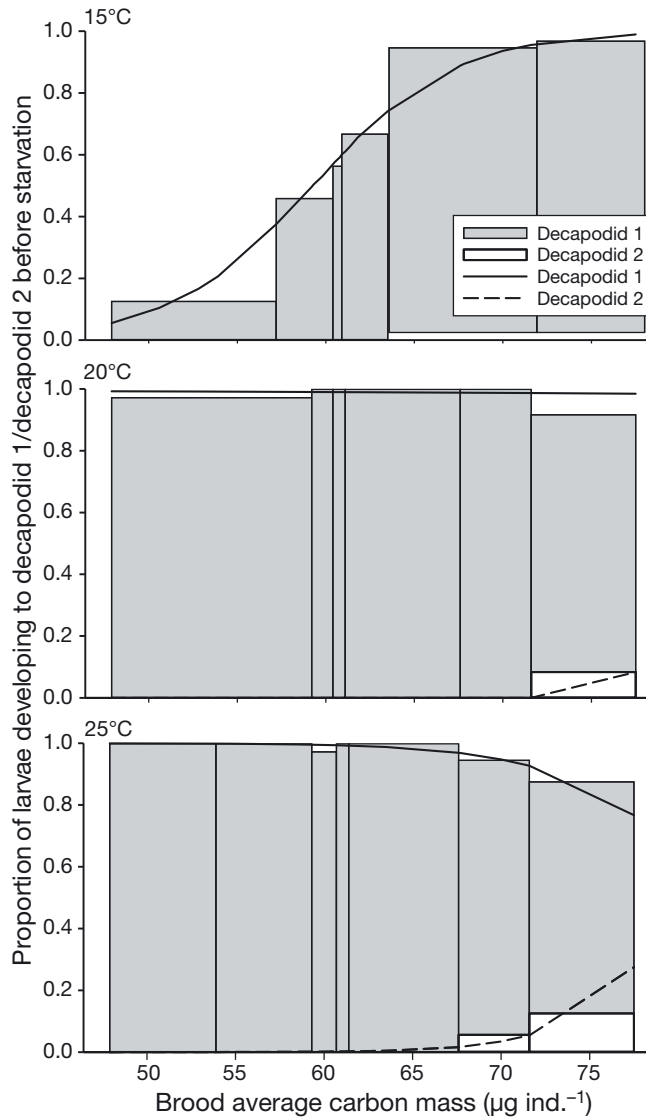 Proportion of larvae developing to decapodid 1/decapodid 2 before starvation
15°C
1.0
0.8
0.6
0.4
0.2
0.0
Decapodid 1
Decapodid 2
Decapodid 1
Decapodid 2
20°C
1.0
0.8
0.6
0.4
0.2
0.0
25°C
1.0
0.8
0.6
0.4
0.2
0.0
50 55 60 65 70 75
Brood average carbon mass (µg ind.⁻¹)